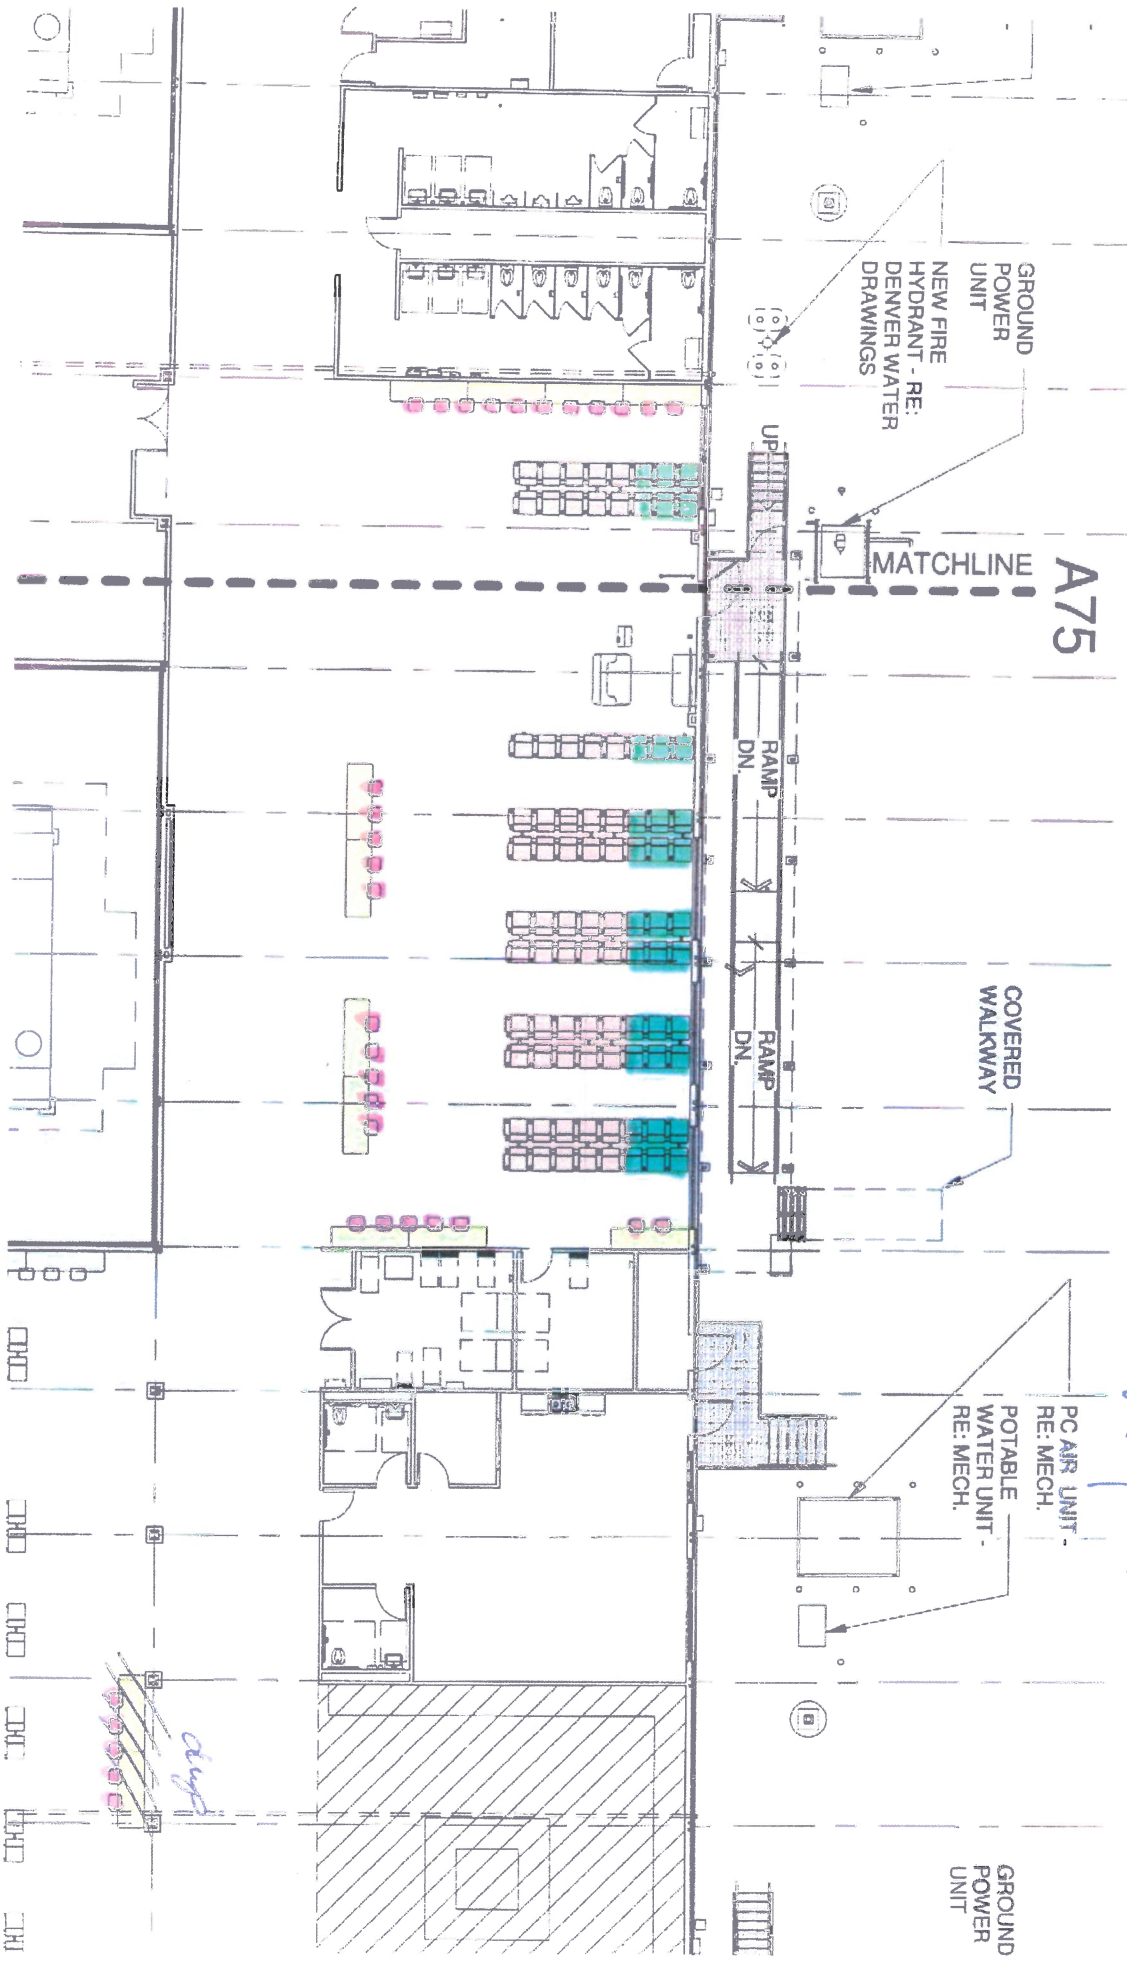 A75
MATCHLINE
GROUND
POWER
UNIT
NEW FIRE
HYDRANT - RE:
DENVER WATER
DRAWINGS
UP
RAMP
DN.
RAMP
DN.
COVERED
WALKWAY
PC AIR UNIT -
RE: MECH.
POTABLE
WATER UNIT -
RE: MECH.
GROUND
POWER
UNIT